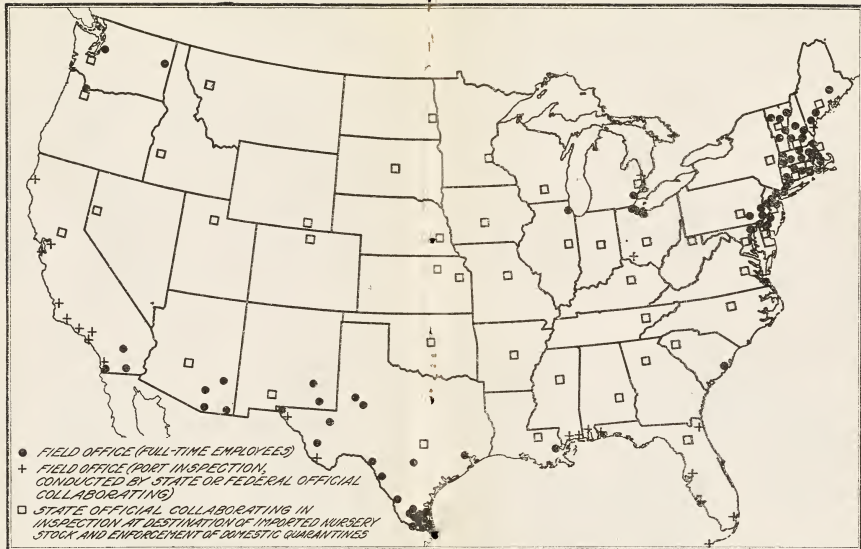 ● FIELD OFFICE (FULL-TIME EMPLOYEES)
+ FIELD OFFICE (PORT INSPECTION,
CONDUCTED BY STATE OR FEDERAL OFFICIAL
COLLABORATING)
□ STATE OFFICIAL COLLABORATING IN
INSPECTION AT DESTINATION OF IMPORTED NURSERY
STOCK AND ENFORCEMENT OF DOMESTIC QUARANTINES